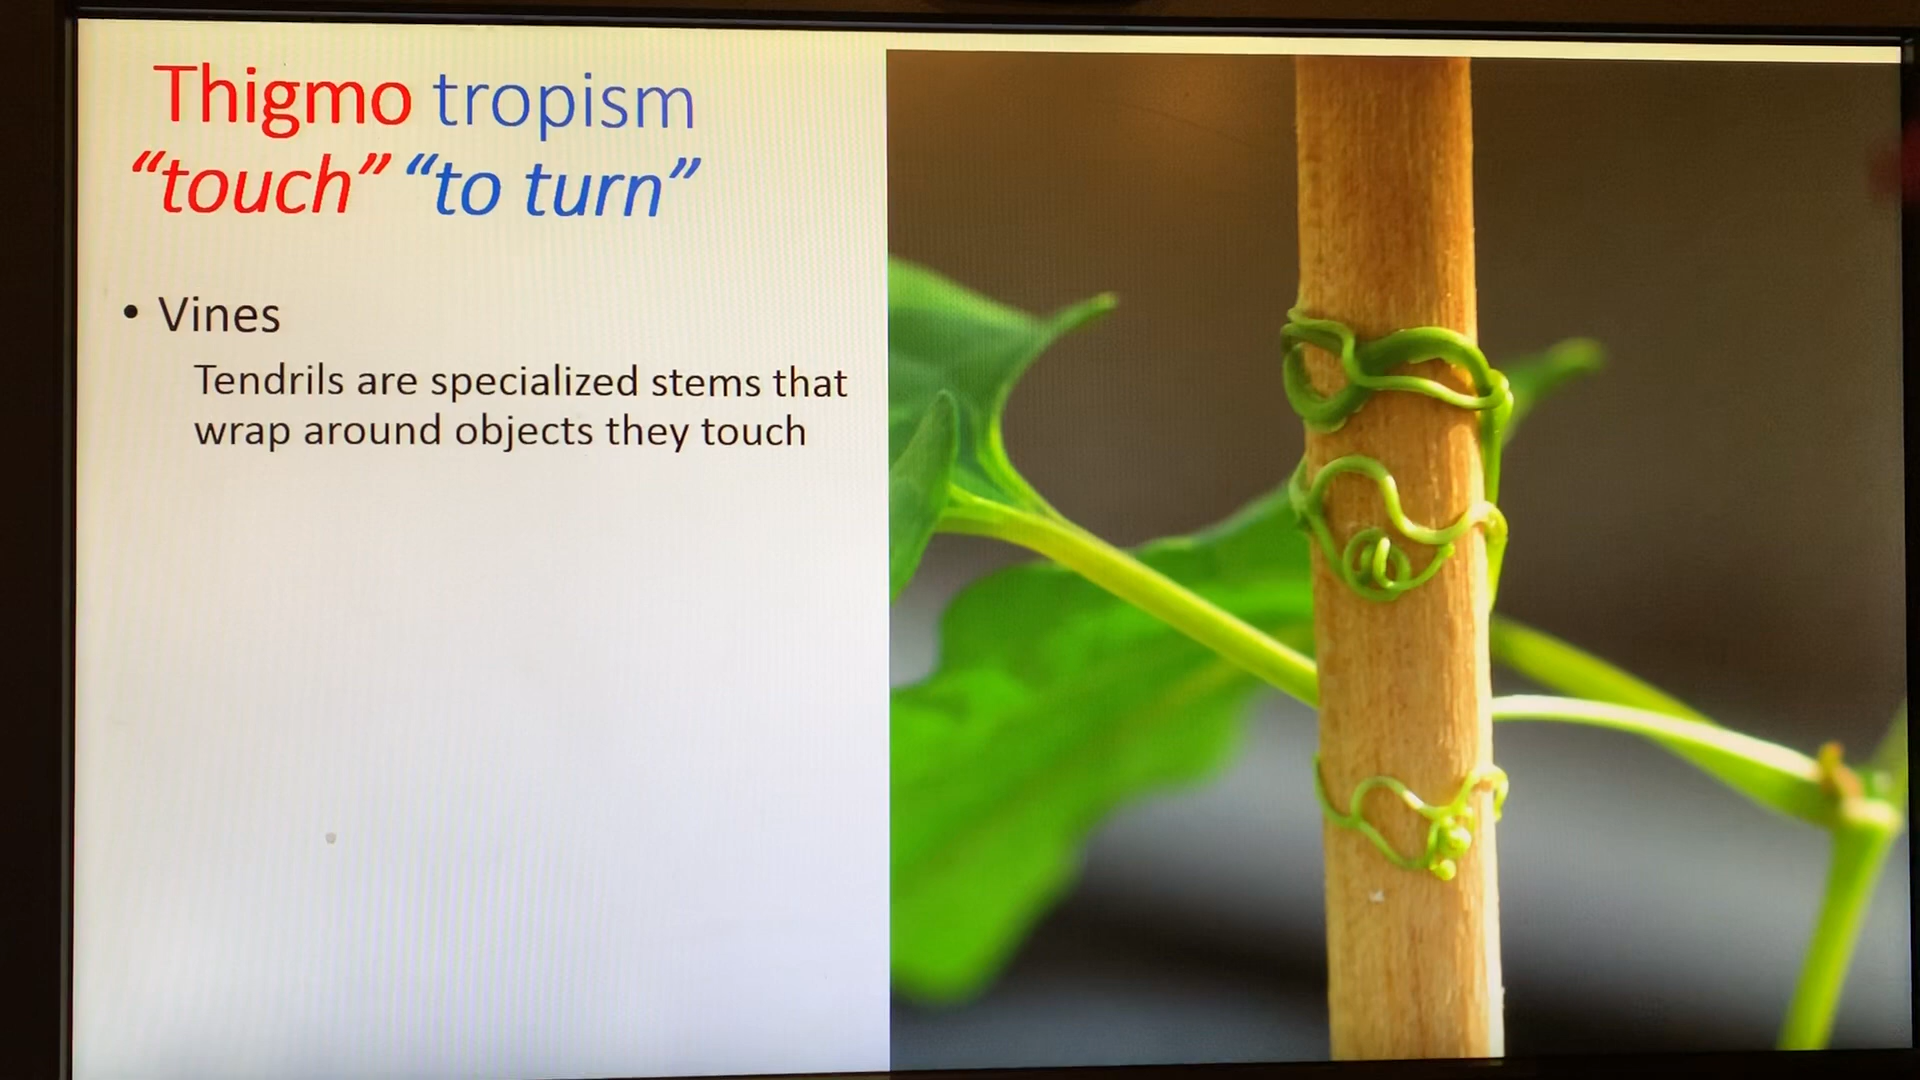 Thigmo tropism
“touch” “to turn”
• Vines
Tendrils are specialized stems that
wrap around objects they touch